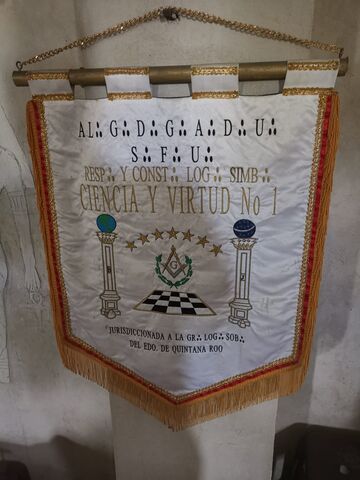 AL∴ G∴ D∴ G∴ A∴ D∴ U∴
S∴ F∴ U∴
RESP∴ Y CONST∴ LOG∴ SIMB∴
CIENCIA Y VIRTUD No 1
G
JURISDICCIONADA A LA GR∴ LOG∴ SOB∴
DEL EDO. DE QUINTANA ROO